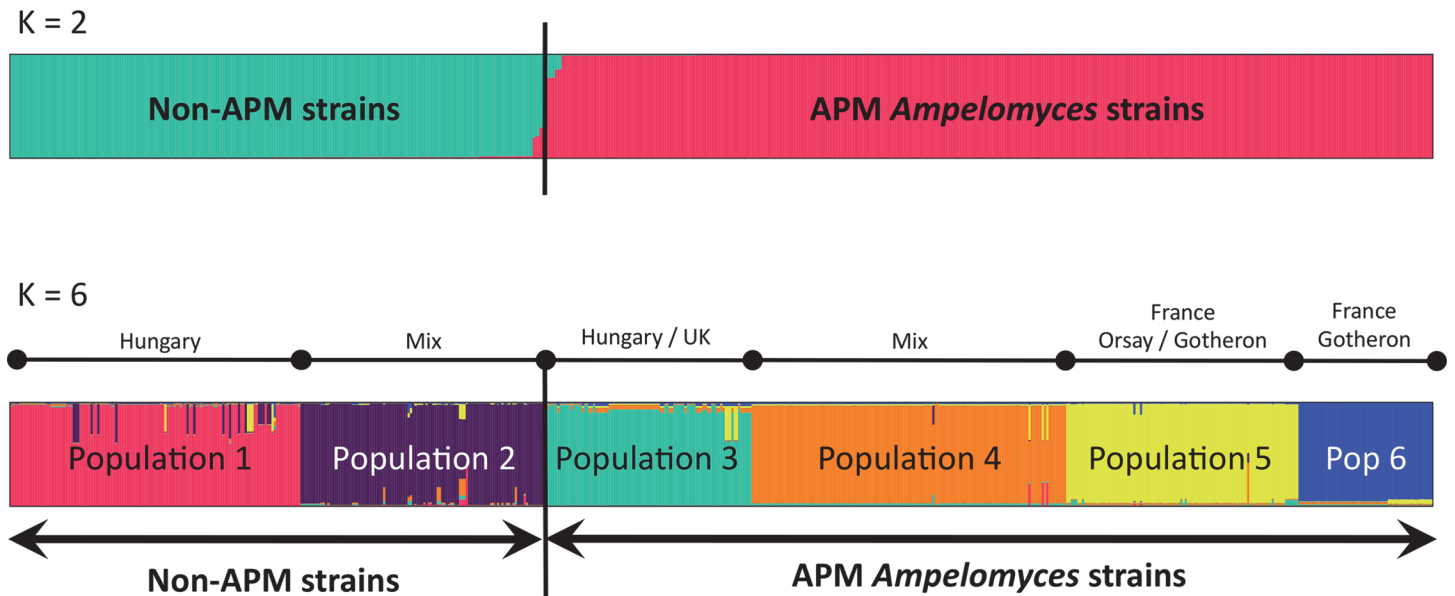 K = 2
Non-APM strains
APM Ampelomyces strains
K = 6
Hungary
Mix
Hungary / UK
Mix
France
Orsay / Gotheron
France
Gotheron
Population 1
Population 2
Population 3
Population 4
Population 5
Pop 6
Non-APM strains
APM Ampelomyces strains